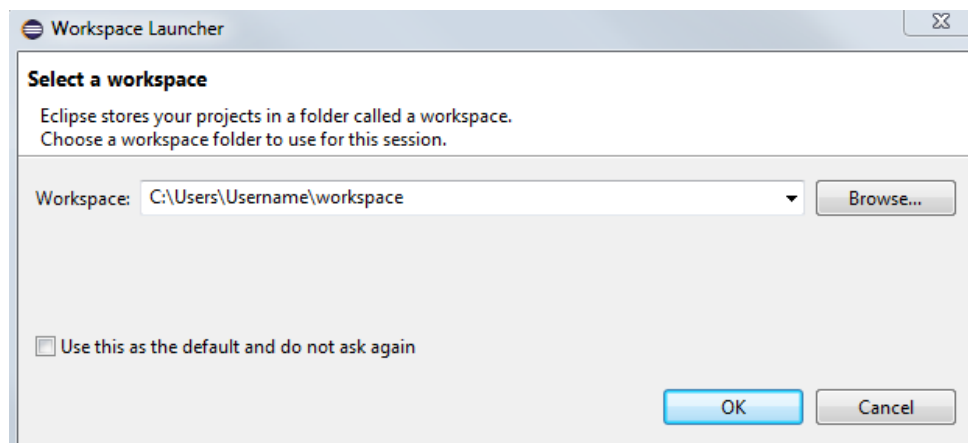 Workspace Launcher
Select a workspace
Eclipse stores your projects in a folder called a workspace.
Choose a workspace folder to use for this session.
Workspace: C:\Users\Username\workspace Browse...
Use this as the default and do not ask again
OK Cancel